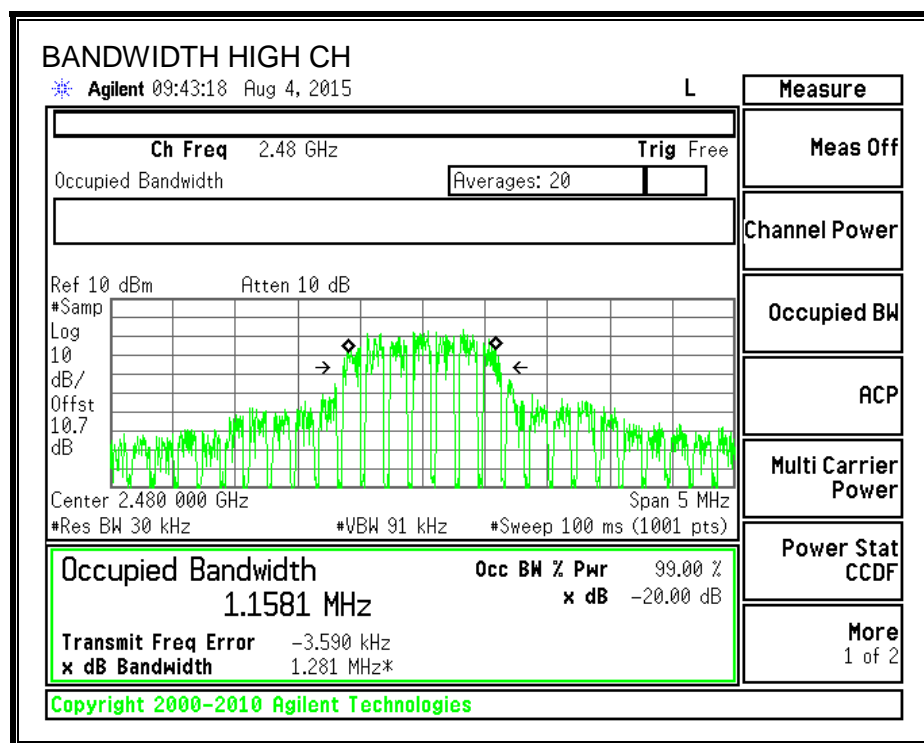 BANDWIDTH HIGH CH
Agilent 09:43:18 Aug 4, 2015 L
Measure
Ch Freq 2.48 GHz Trig Free
Meas Off
Occupied Bandwidth Averages: 20
Channel Power
Ref 10 dBm Atten 10 dB
#Samp
Log
10
dB/
Offst
10.7
dB
Occupied BW
ACP
Multi Carrier
Power
Center 2.480 000 GHz Span 5 MHz
#Res BW 30 kHz #VBW 91 kHz #Sweep 100 ms (1001 pts)
Power Stat
CCDF
Occupied Bandwidth Occ BW % Pwr 99.00 %
1.1581 MHz x dB -20.00 dB
Transmit Freq Error -3.590 kHz
x dB Bandwidth 1.281 MHz*
More
1 of 2
Copyright 2000-2010 Agilent Technologies